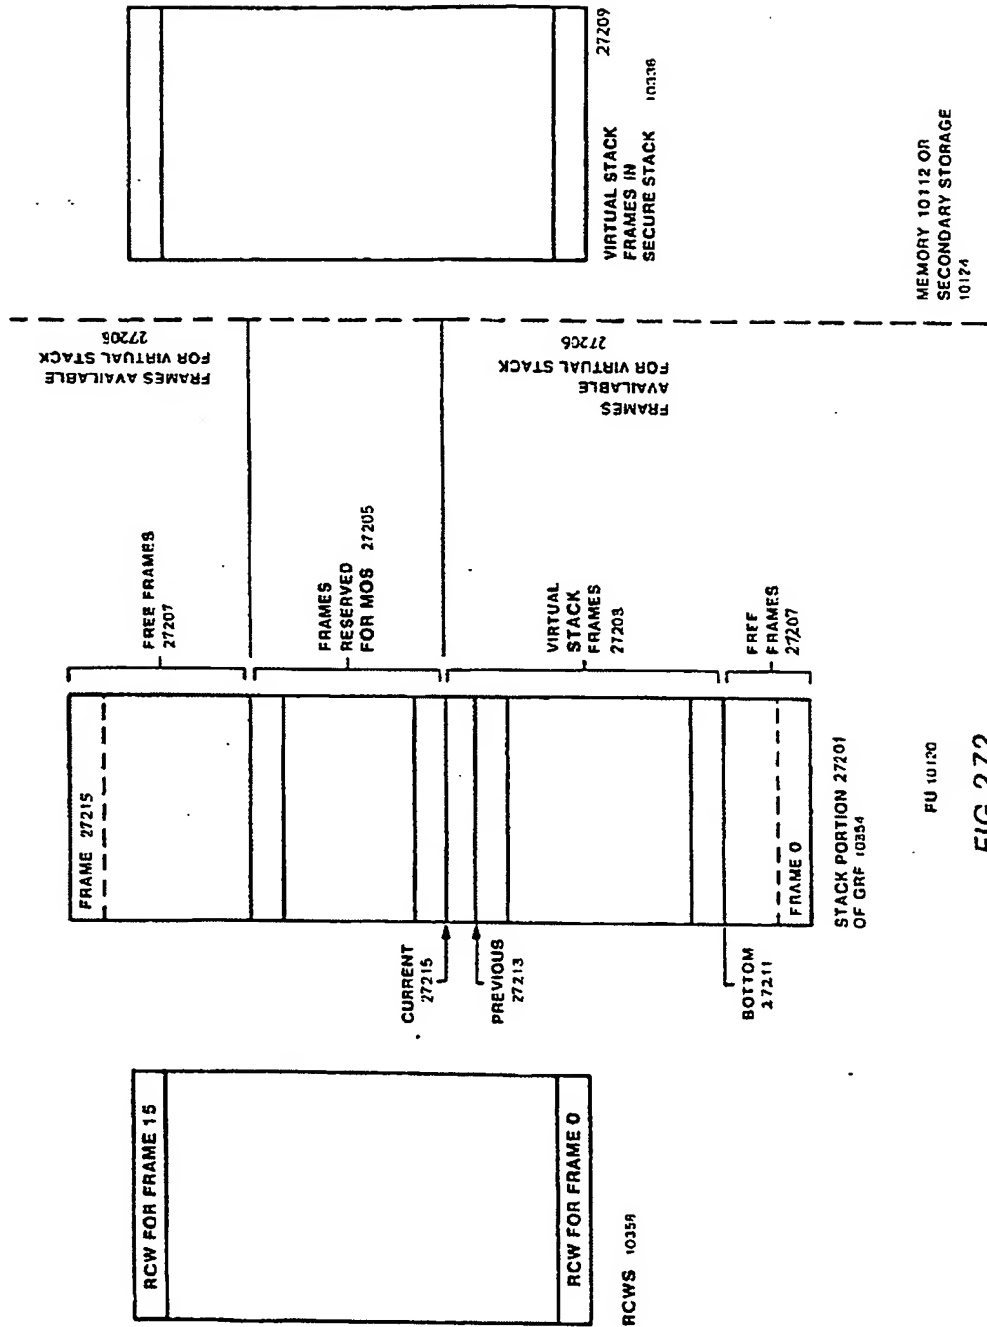 RCW FOR FRAME 15
RCW FOR FRAME 0
RCWS 10358
CURRENT
27215
PREVIOUS
27213
BOTTOM
27211
FRAME 27215
FRAME 0
STACK PORTION 27201
OF GRF 10354
FREE FRAMES
27207
FRAMES
RESERVED
FOR MOS 27205
VIRTUAL
STACK
FRAMES
27203
FREE
FRAMES
27207
FRAMES AVAILABLE
FOR VIRTUAL STACK
27206
FRAMES
AVAILABLE
FOR VIRTUAL STACK
27206
VIRTUAL STACK
FRAMES IN
SECURE STACK 10336
27209
MEMORY 10112 OR
SECONDARY STORAGE
10124
FU 10120
FIG 272